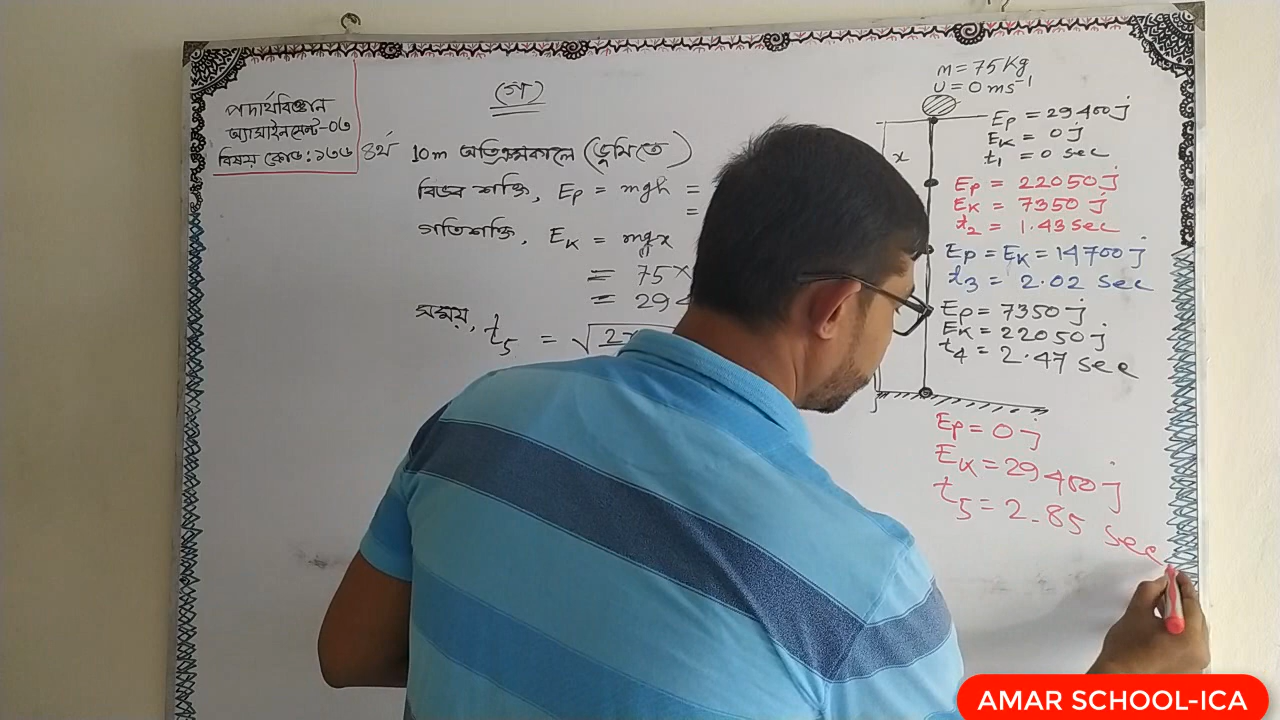 পদার্থবিজ্ঞান
অ্যাসাইনমেন্ট-০৩
বিষয় কোড: ১৩৬
(গ)
৪র্থ 10m অতিক্রমকালে (ভূমিতে)
বিভব শক্তি, Ep = mgh =
=
গতিশক্তি, EK = mgx
= 75×
= 294
সময়, t5 = √2x
m = 75 Kg
u = 0 ms⁻¹
x
Ep = 29400 j
EK = 0 j
t1 = 0 sec
Ep = 22050 j
EK = 7350 j
t2 = 1.43 sec
Ep = EK = 14700 j
t3 = 2.02 sec
Ep = 7350 j
EK = 22050 j
t4 = 2.47 sec
Ep = 0 j
EK = 29400 j
t5 = 2.85 sec
AMAR SCHOOL-ICA